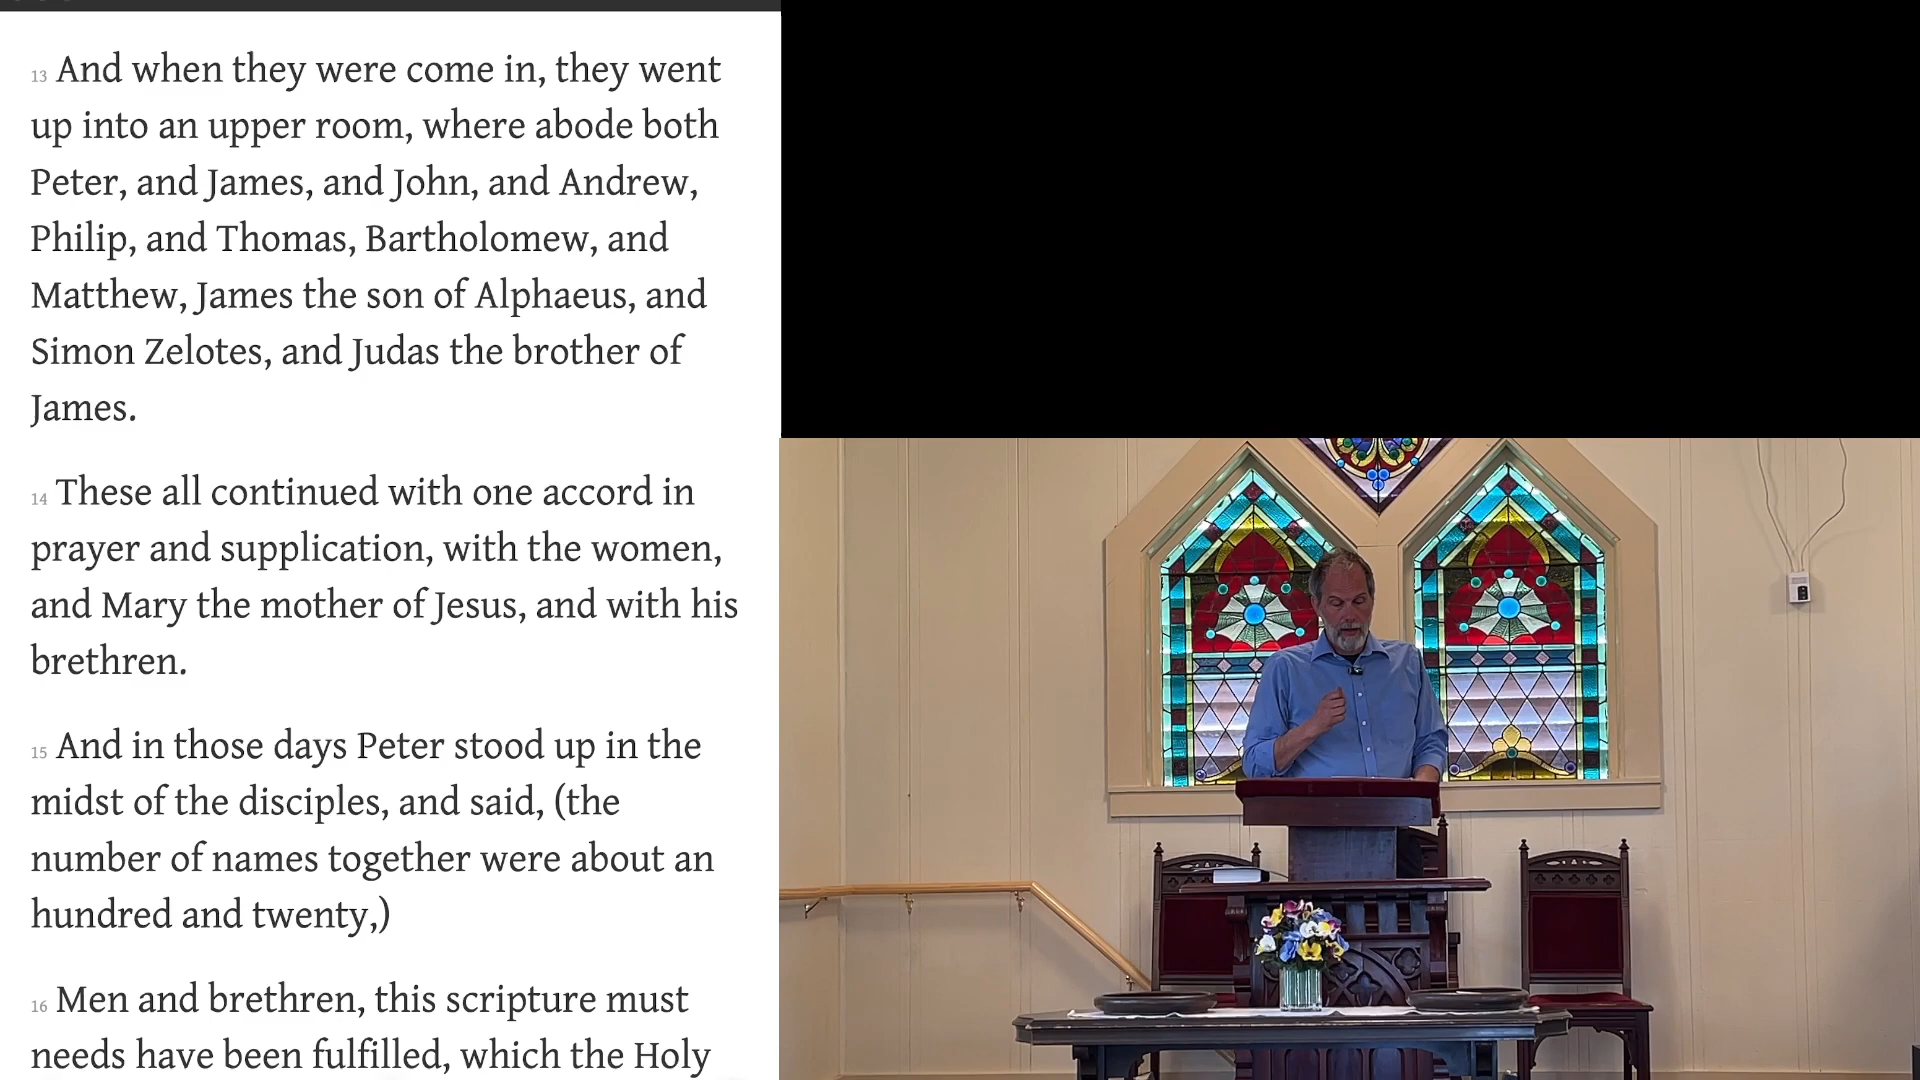 13 And when they were come in, they went
up into an upper room, where abode both
Peter, and James, and John, and Andrew,
Philip, and Thomas, Bartholomew, and
Matthew, James the son of Alphaeus, and
Simon Zelotes, and Judas the brother of
James.
14 These all continued with one accord in
prayer and supplication, with the women,
and Mary the mother of Jesus, and with his
brethren.
15 And in those days Peter stood up in the
midst of the disciples, and said, (the
number of names together were about an
hundred and twenty,)
16 Men and brethren, this scripture must
needs have been fulfilled, which the Holy